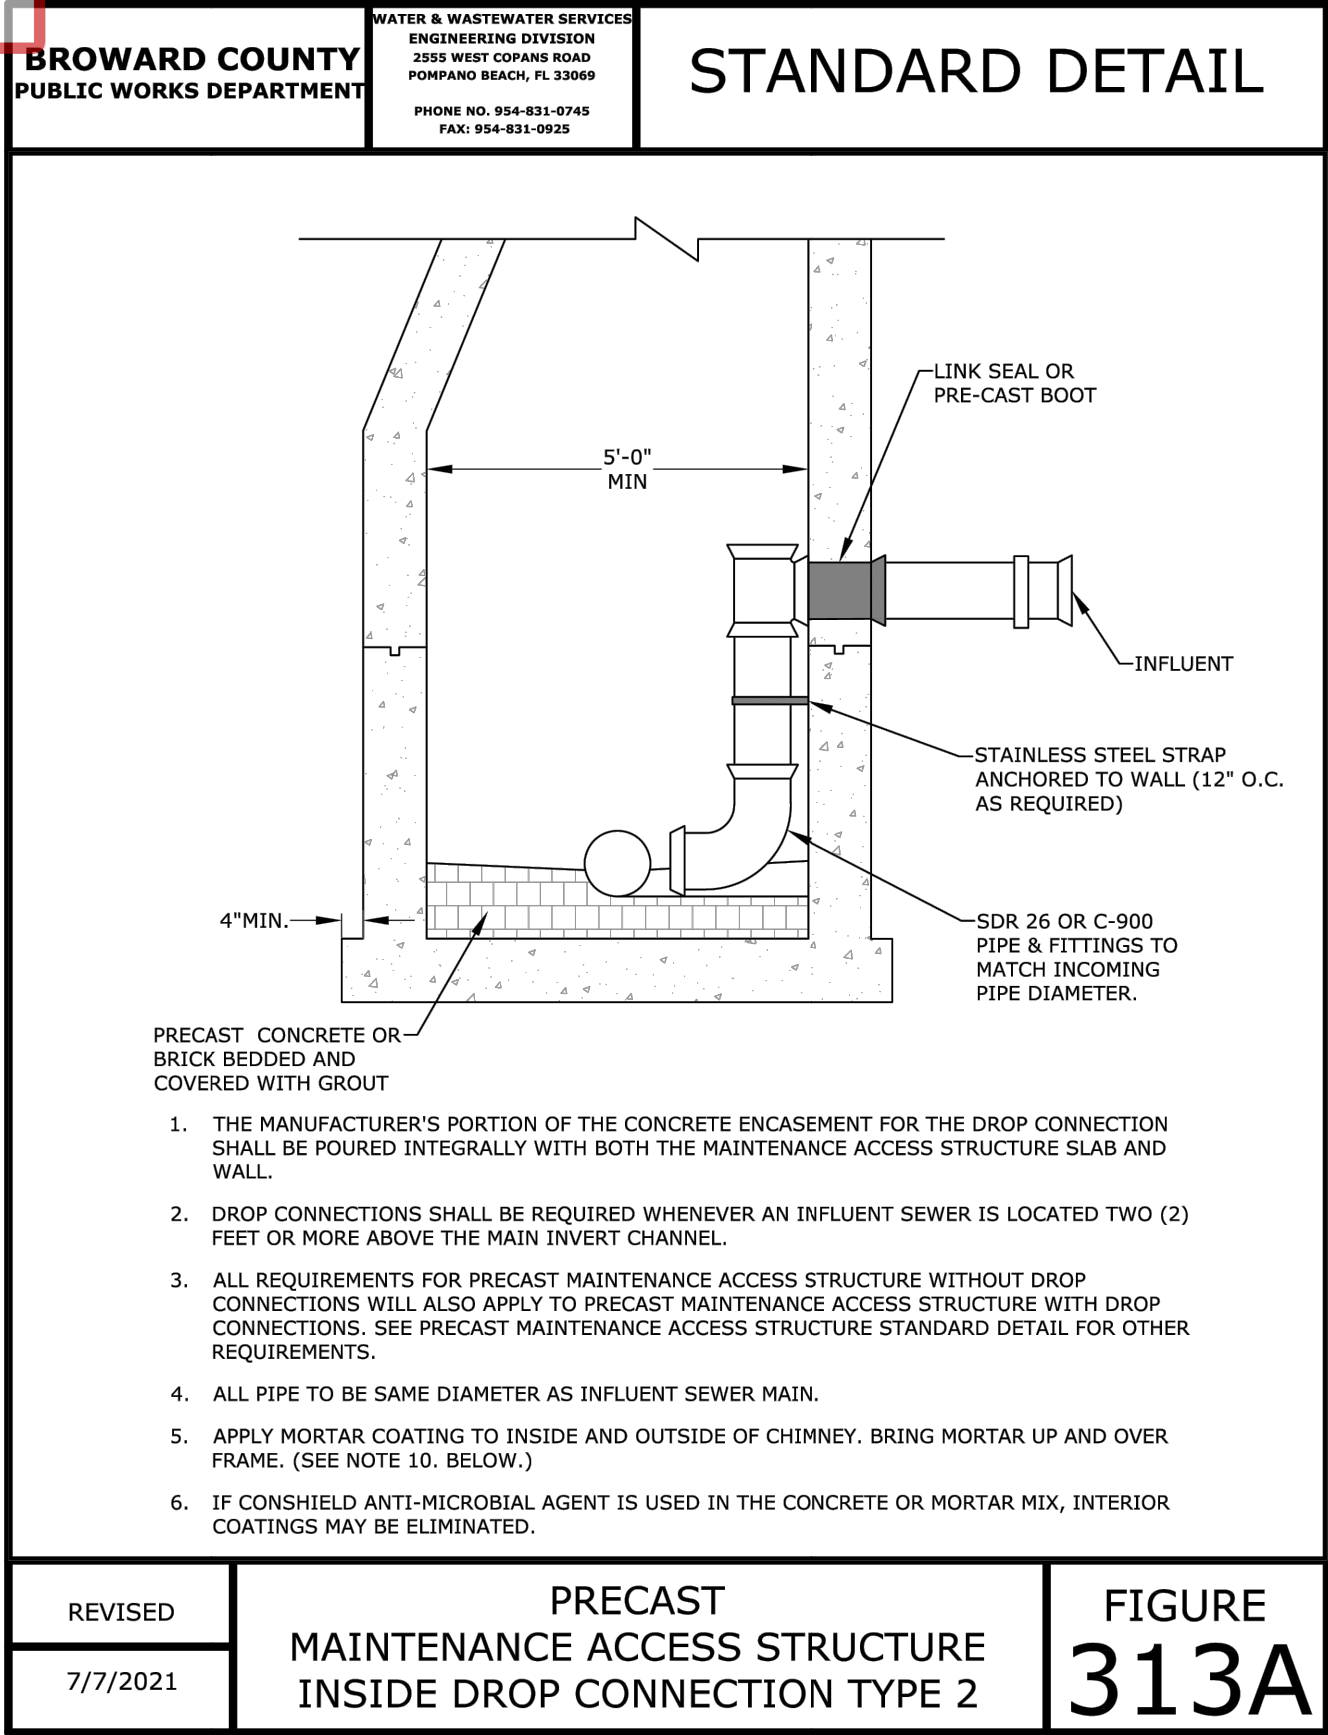 BROWARD COUNTY
PUBLIC WORKS DEPARTMENT
WATER & WASTEWATER SERVICES
ENGINEERING DIVISION
2555 WEST COPANS ROAD
POMPANO BEACH, FL 33069
PHONE NO. 954-831-0745
FAX: 954-831-0925
STANDARD DETAIL
LINK SEAL OR
PRE-CAST BOOT
5'-0"
MIN
INFLUENT
STAINLESS STEEL STRAP
ANCHORED TO WALL (12" O.C.
AS REQUIRED)
4"MIN.
SDR 26 OR C-900
PIPE & FITTINGS TO
MATCH INCOMING
PIPE DIAMETER.
PRECAST CONCRETE OR
BRICK BEDDED AND
COVERED WITH GROUT
1. THE MANUFACTURER'S PORTION OF THE CONCRETE ENCASEMENT FOR THE DROP CONNECTION
SHALL BE POURED INTEGRALLY WITH BOTH THE MAINTENANCE ACCESS STRUCTURE SLAB AND
WALL.
2. DROP CONNECTIONS SHALL BE REQUIRED WHENEVER AN INFLUENT SEWER IS LOCATED TWO (2)
FEET OR MORE ABOVE THE MAIN INVERT CHANNEL.
3. ALL REQUIREMENTS FOR PRECAST MAINTENANCE ACCESS STRUCTURE WITHOUT DROP
CONNECTIONS WILL ALSO APPLY TO PRECAST MAINTENANCE ACCESS STRUCTURE WITH DROP
CONNECTIONS. SEE PRECAST MAINTENANCE ACCESS STRUCTURE STANDARD DETAIL FOR OTHER
REQUIREMENTS.
4. ALL PIPE TO BE SAME DIAMETER AS INFLUENT SEWER MAIN.
5. APPLY MORTAR COATING TO INSIDE AND OUTSIDE OF CHIMNEY. BRING MORTAR UP AND OVER
FRAME. (SEE NOTE 10. BELOW.)
6. IF CONSHIELD ANTI-MICROBIAL AGENT IS USED IN THE CONCRETE OR MORTAR MIX, INTERIOR
COATINGS MAY BE ELIMINATED.
REVISED
7/7/2021
PRECAST
MAINTENANCE ACCESS STRUCTURE
INSIDE DROP CONNECTION TYPE 2
FIGURE
313A